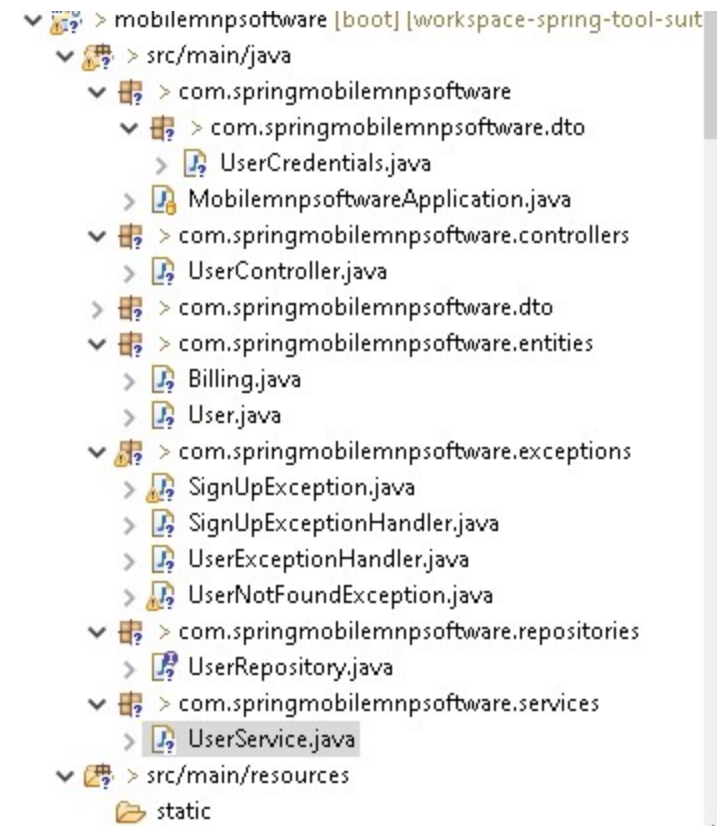 > mobilemnpsoftware [boot] [workspace-spring-tool-suit
> src/main/java
> com.springmobilemnpsoftware
> com.springmobilemnpsoftware.dto
> UserCredentials.java
> MobilemnpsoftwareApplication.java
> com.springmobilemnpsoftware.controllers
> UserController.java
> > com.springmobilemnpsoftware.dto
> com.springmobilemnpsoftware.entities
> Billing.java
> User.java
> com.springmobilemnpsoftware.exceptions
> SignUpException.java
> SignUpExceptionHandler.java
> UserExceptionHandler.java
> UserNotFoundException.java
> com.springmobilemnpsoftware.repositories
> UserRepository.java
> com.springmobilemnpsoftware.services
> UserService.java
> src/main/resources
static